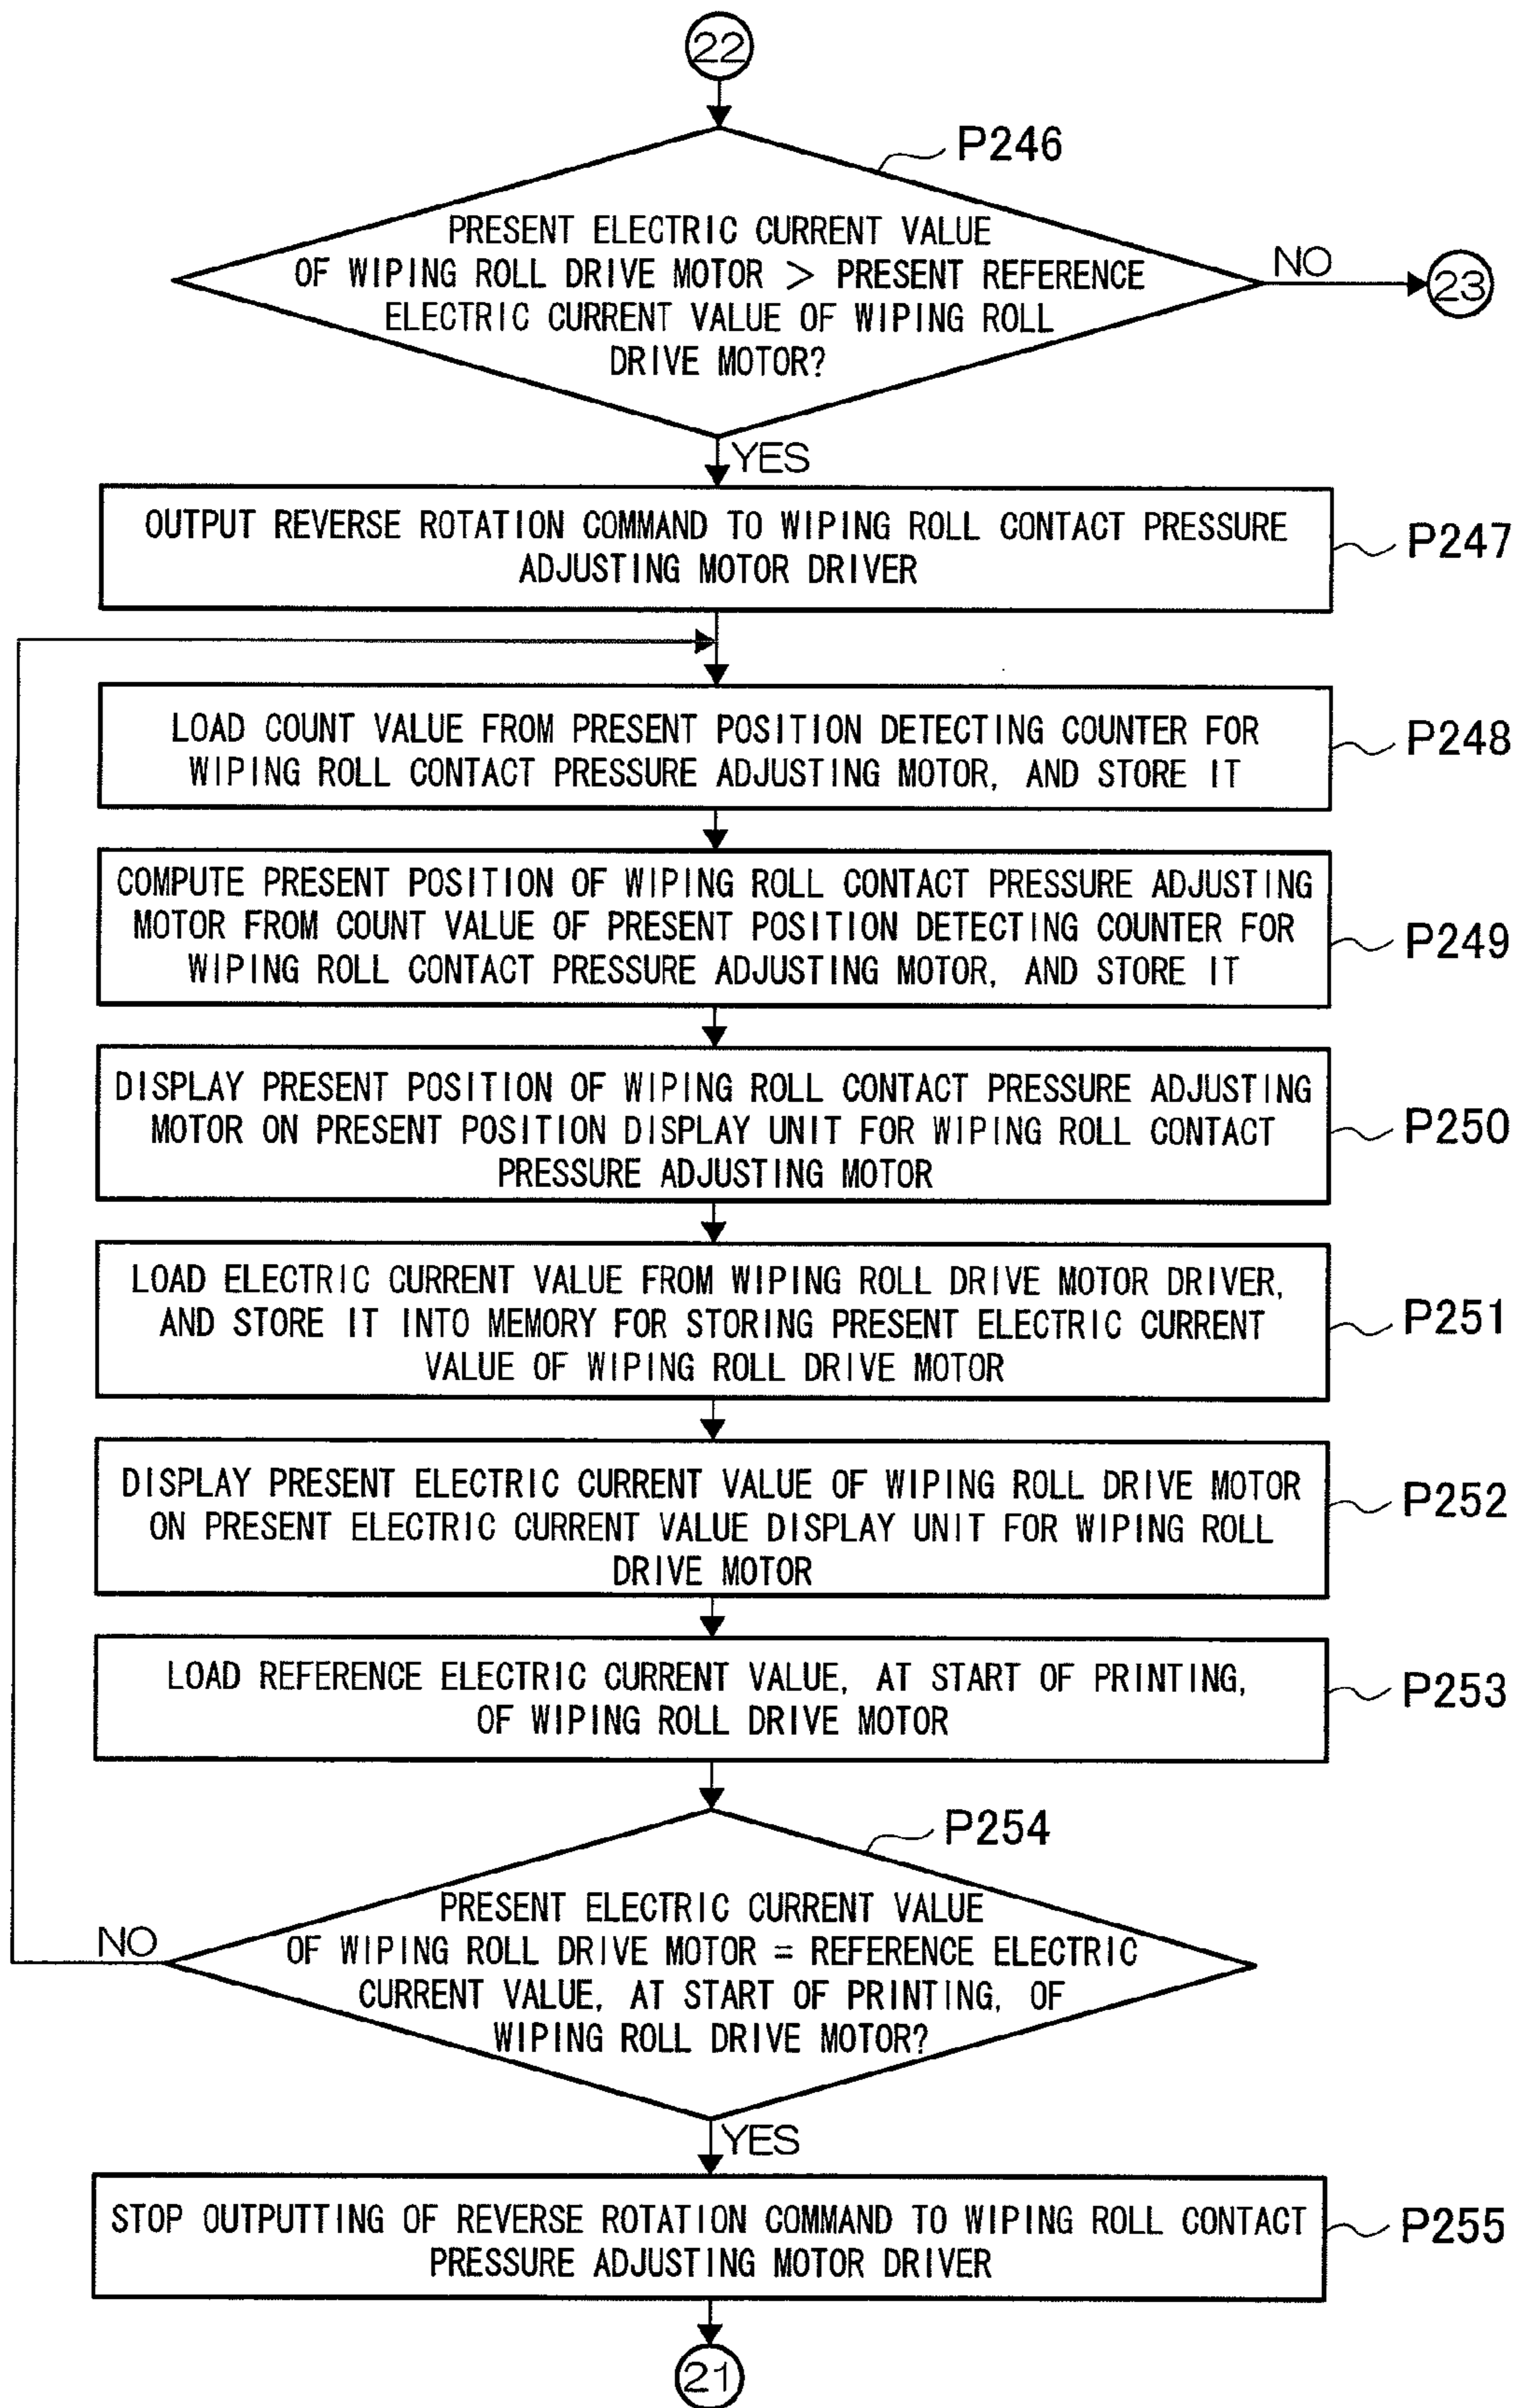 22
P246
PRESENT ELECTRIC CURRENT VALUE
OF WIPING ROLL DRIVE MOTOR > PRESENT REFERENCE
ELECTRIC CURRENT VALUE OF WIPING ROLL
DRIVE MOTOR?
NO
23
YES
OUTPUT REVERSE ROTATION COMMAND TO WIPING ROLL CONTACT PRESSURE
ADJUSTING MOTOR DRIVER
P247
LOAD COUNT VALUE FROM PRESENT POSITION DETECTING COUNTER FOR
WIPING ROLL CONTACT PRESSURE ADJUSTING MOTOR, AND STORE IT
P248
COMPUTE PRESENT POSITION OF WIPING ROLL CONTACT PRESSURE ADJUSTING
MOTOR FROM COUNT VALUE OF PRESENT POSITION DETECTING COUNTER FOR
WIPING ROLL CONTACT PRESSURE ADJUSTING MOTOR, AND STORE IT
P249
DISPLAY PRESENT POSITION OF WIPING ROLL CONTACT PRESSURE ADJUSTING
MOTOR ON PRESENT POSITION DISPLAY UNIT FOR WIPING ROLL CONTACT
PRESSURE ADJUSTING MOTOR
P250
LOAD ELECTRIC CURRENT VALUE FROM WIPING ROLL DRIVE MOTOR DRIVER,
AND STORE IT INTO MEMORY FOR STORING PRESENT ELECTRIC CURRENT
VALUE OF WIPING ROLL DRIVE MOTOR
P251
DISPLAY PRESENT ELECTRIC CURRENT VALUE OF WIPING ROLL DRIVE MOTOR
ON PRESENT ELECTRIC CURRENT VALUE DISPLAY UNIT FOR WIPING ROLL
DRIVE MOTOR
P252
LOAD REFERENCE ELECTRIC CURRENT VALUE, AT START OF PRINTING,
OF WIPING ROLL DRIVE MOTOR
P253
P254
PRESENT ELECTRIC CURRENT VALUE
OF WIPING ROLL DRIVE MOTOR = REFERENCE ELECTRIC
CURRENT VALUE, AT START OF PRINTING, OF
WIPING ROLL DRIVE MOTOR?
NO
YES
STOP OUTPUTTING OF REVERSE ROTATION COMMAND TO WIPING ROLL CONTACT
PRESSURE ADJUSTING MOTOR DRIVER
P255
21